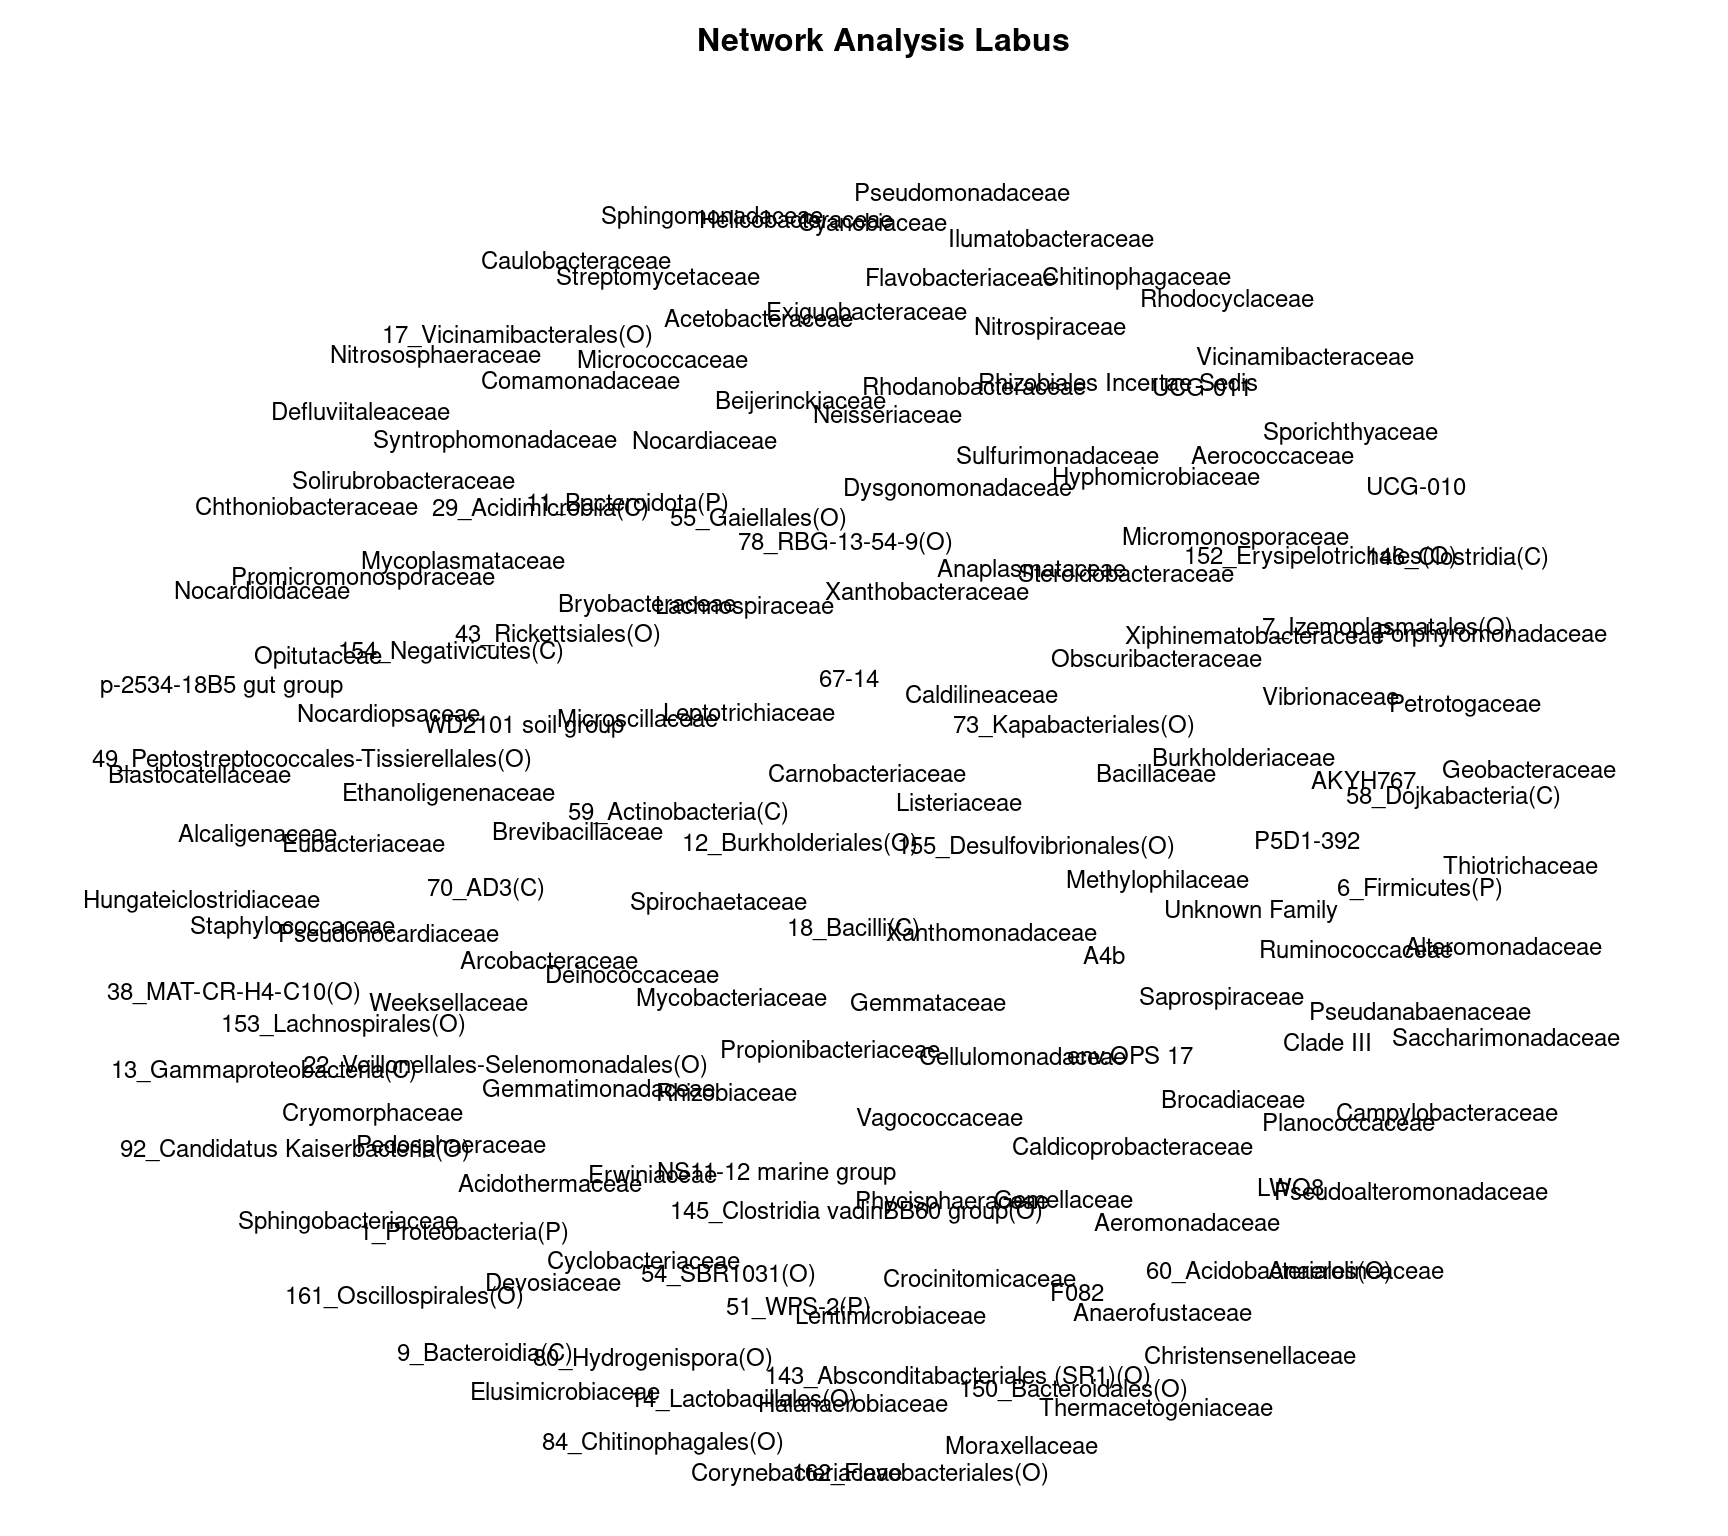 Network Analysis Labus
Pseudomonadaceae
Sphingomonadaceae
Helicobacteraceae
Cyanobiaceae
Ilumatobacteraceae
Caulobacteraceae
Streptomycetaceae
Flavobacteriaceae
Chitinophagaceae
Rhodocyclaceae
Exiguobacteraceae
Acetobacteraceae
Nitrospiraceae
17_Vicinamibacterales(O)
Nitrososphaeraceae
Micrococcaceae
Vicinamibacteraceae
Comamonadaceae
Rhodanobacteraceae
Rhizobiales Incertae Sedis
UCG-011
Beijerinckiaceae
Neisseriaceae
Defluviitaleaceae
Syntrophomonadaceae
Nocardiaceae
Sporichthyaceae
Sulfurimonadaceae
Aerococcaceae
Solirubrobacteraceae
Hyphomicrobiaceae
Dysgonomonadaceae
UCG-010
Chthoniobacteraceae
29_Acidimicrobiia(C)
11_Bacteroidota(P)
55_Gaiellales(O)
78_RBG-13-54-9(O)
Micromonosporaceae
152_Erysipelotrichales(O)
146_Clostridia(C)
Mycoplasmataceae
Promicromonosporaceae
Anaplasmataceae
Steroidobacteraceae
Nocardioidaceae
Xanthobacteraceae
Bryobacteraceae
Lachnospiraceae
43_Rickettsiales(O)
7_Izemoplasmatales(O)
Xiphinematobacteraceae
Porphyromonadaceae
Opitutaceae
154_Negativicutes(C)
Obscuribacteraceae
p-2534-18B5 gut group
67-14
Caldilineaceae
Vibrionaceae
Petrotogaceae
Nocardiopsaceae
WD2101 soil group
Microscillaceae
Leptotrichiaceae
73_Kapabacteriales(O)
49_Peptostreptococcales-Tissierellales(O)
Blastocatellaceae
Carnobacteriaceae
Bacillaceae
Burkholderiaceae
AKYH767
Geobacteraceae
Ethanoligenenaceae
Listeriaceae
58_Dojkabacteria(C)
59_Actinobacteria(C)
Alcaligenaceae
Eubacteriaceae
Brevibacillaceae
12_Burkholderiales(O)
155_Desulfovibrionales(O)
P5D1-392
Thiotrichaceae
70_AD3(C)
Methylophilaceae
6_Firmicutes(P)
Hungateiclostridiaceae
Spirochaetaceae
Unknown Family
Staphylococcaceae
Pseudonocardiaceae
18_Bacilli(C)
Xanthomonadaceae
Ruminococcaceae
Alteromonadaceae
Arcobacteraceae
A4b
Deinococcaceae
38_MAT-CR-H4-C10(O)
Weeksellaceae
Mycobacteriaceae
Gemmataceae
Saprospiraceae
Pseudanabaenaceae
153_Lachnospirales(O)
Clade III
Saccharimonadaceae
Propionibacteriaceae
Cellulomonadaceae
env.OPS 17
13_Gammaproteobacteria(C)
22_Veillonellales-Selenomonadales(O)
Gemmatimonadaceae
Rhizobiaceae
Brocadiaceae
Cryomorphaceae
Vagococcaceae
Planococcaceae
Campylobacteraceae
92_Candidatus Kaiserbacteria(O)
Pedosphaeraceae
Caldicoprobacteraceae
Erwiniaceae
NS11-12 marine group
Acidothermaceae
LWQ8
Pseudoalteromonadaceae
Phycisphaeraceae
Gemellaceae
145_Clostridia vadinBB60 group(O)
Sphingobacteriaceae
1_Proteobacteria(P)
Aeromonadaceae
Cyclobacteriaceae
54_SBR1031(O)
Devosiaceae
Crocinitomicaceae
60_Acidobacteriales(O)
Anaerolineaceae
161_Oscillospirales(O)
F082
51_WPS-2(P)
Lentimicrobiaceae
Anaerofustaceae
9_Bacteroidia(C)
80_Hydrogenispora(O)
Christensenellaceae
143_Absconditabacteriales (SR1)(O)
150_Bacteroidales(O)
Elusimicrobiaceae
14_Lactobacillales(O)
Halanaerobiaceae
Thermacetogeniaceae
84_Chitinophagales(O)
Moraxellaceae
Corynebacteriaceae
162_Flavobacteriales(O)